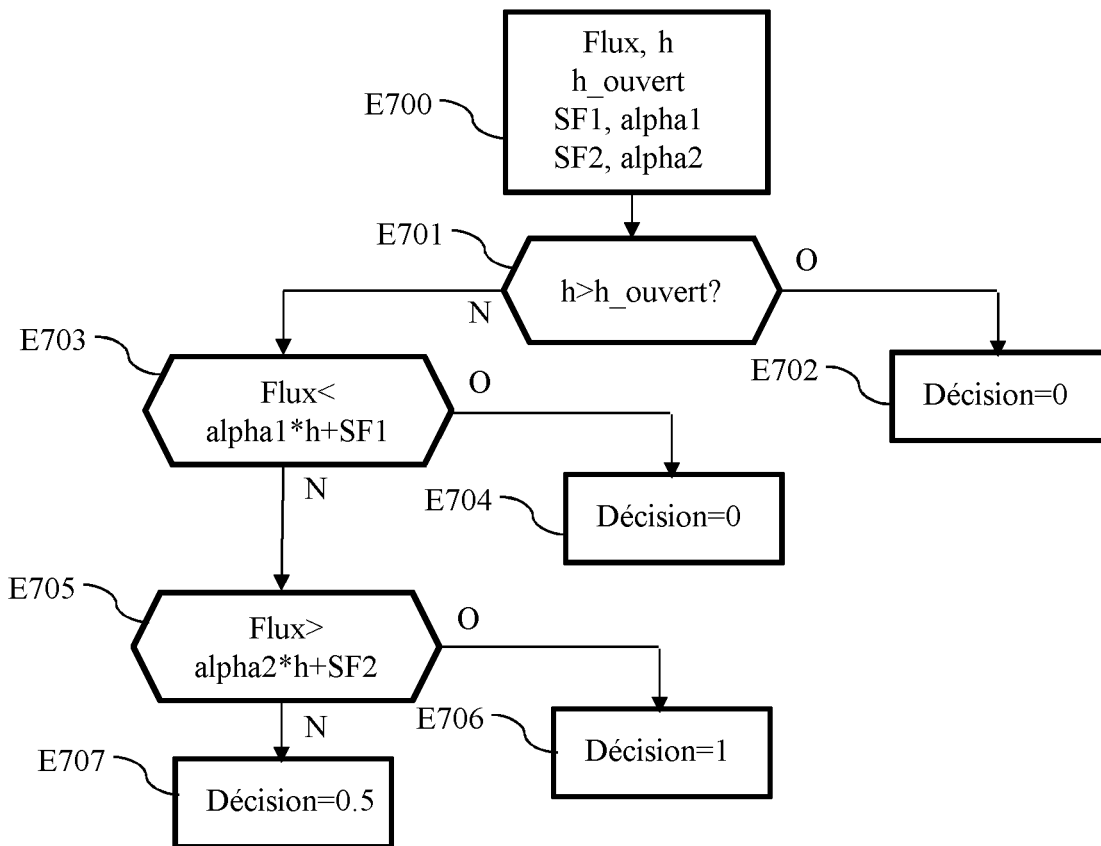 Flux, h
h_ouvert
E700
SF1, alpha1
SF2, alpha2
E701
h>h_ouvert?
O
N
E703
Flux<
alpha1*h+SF1
O
E702
Décision=0
N
E704
Décision=0
E705
Flux>
alpha2*h+SF2
O
E706
Décision=1
N
E707
Décision=0.5